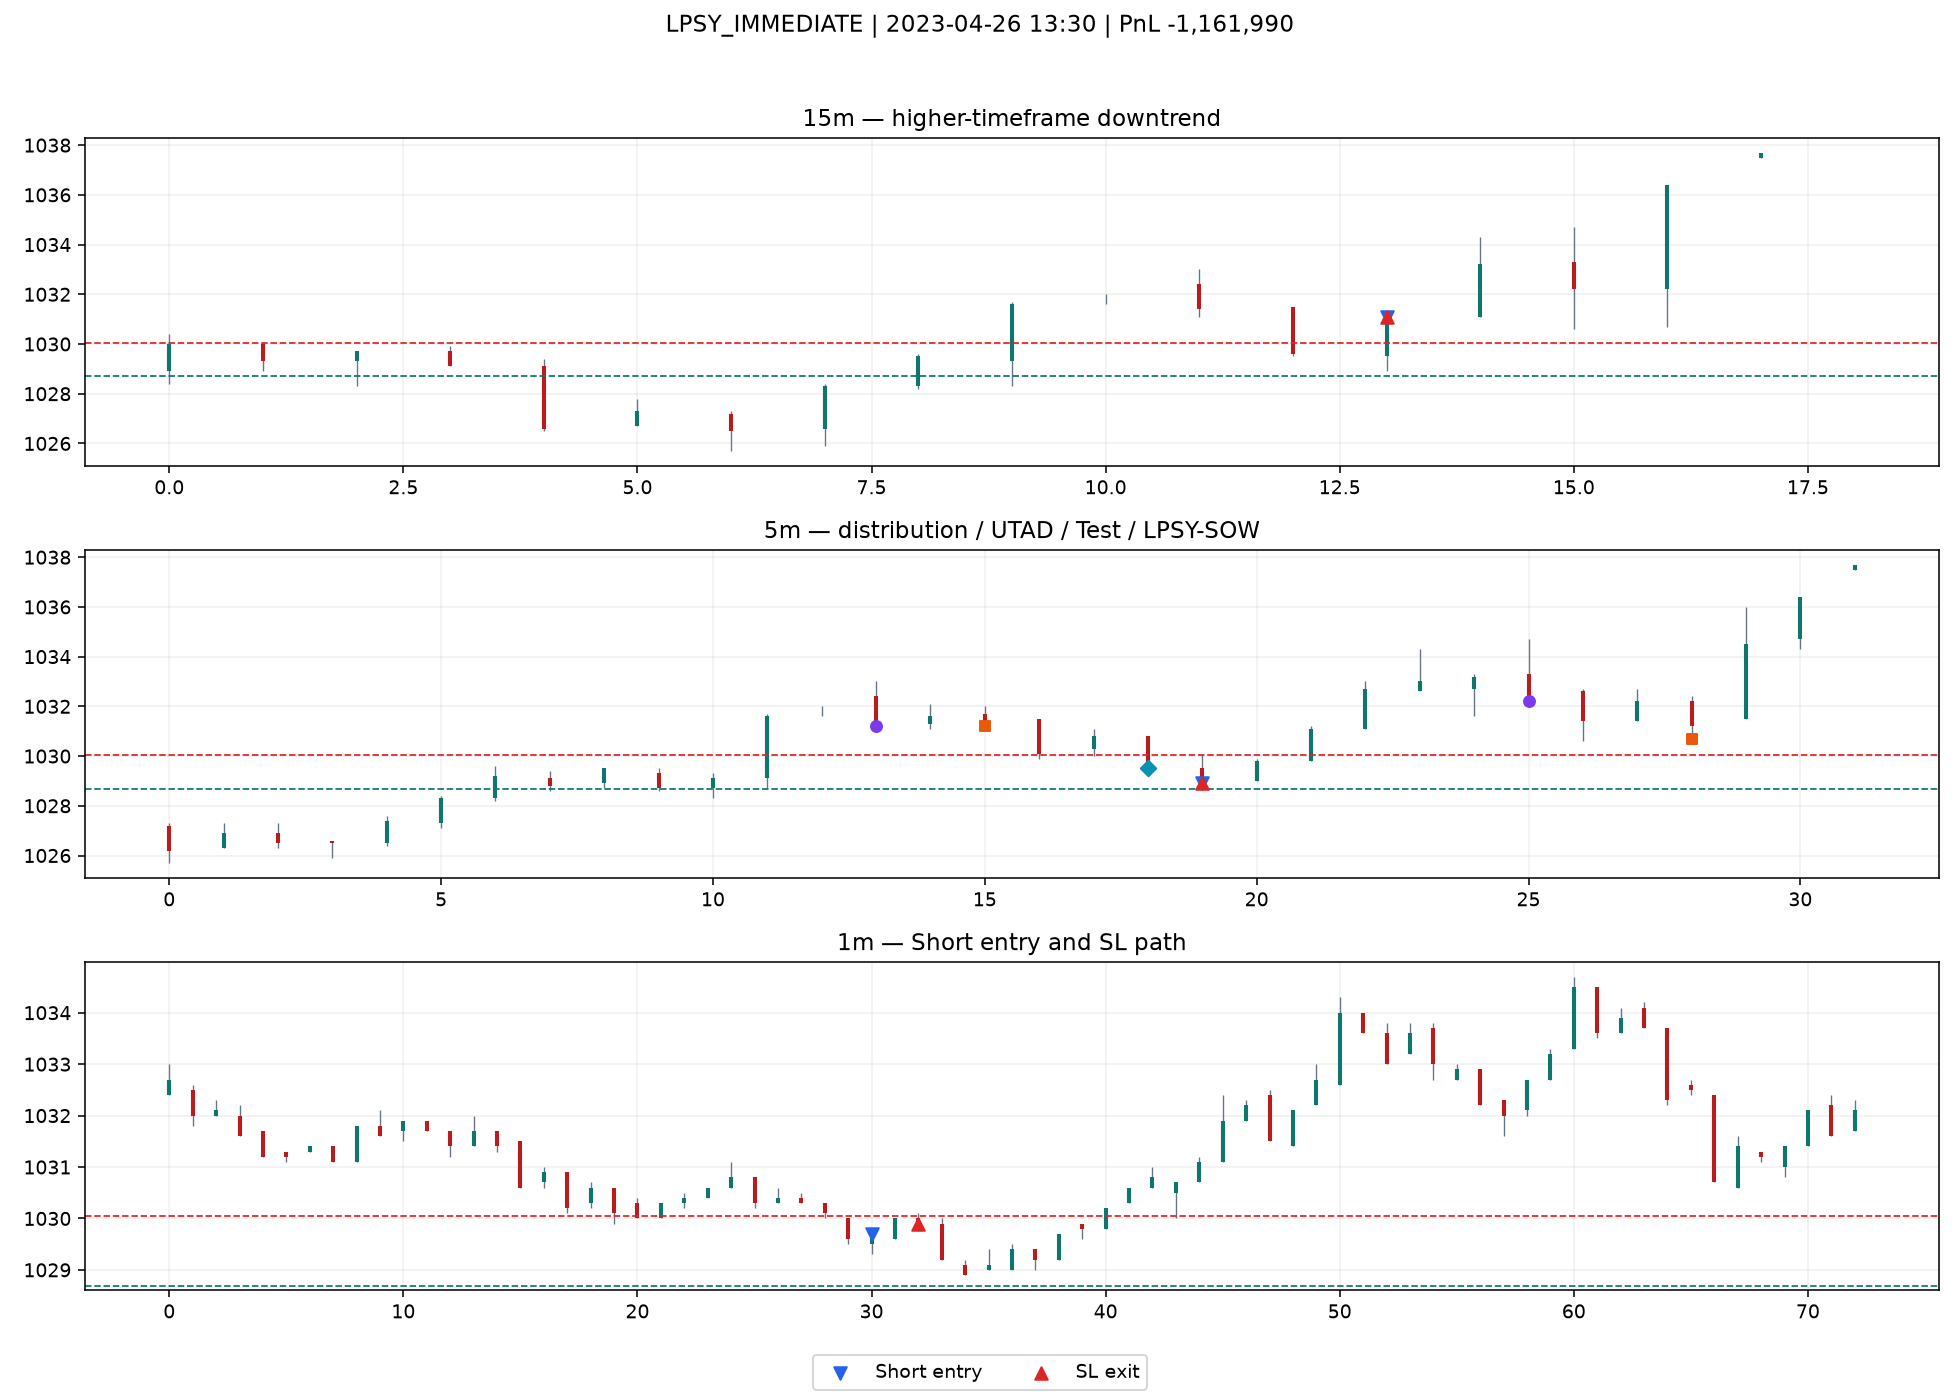 LPSY_IMMEDIATE | 2023-04-26 13:30 | PnL -1,161,990
15m — higher-timeframe downtrend
1038
1036
1034
1032
1030
1028
1026
0.0 2.5 5.0 7.5 10.0 12.5 15.0 17.5
5m — distribution / UTAD / Test / LPSY-SOW
1038
1036
1034
1032
1030
1028
1026
0 5 10 15 20 25 30
1m — Short entry and SL path
1034
1033
1032
1031
1030
1029
0 10 20 30 40 50 60 70
Short entry SL exit